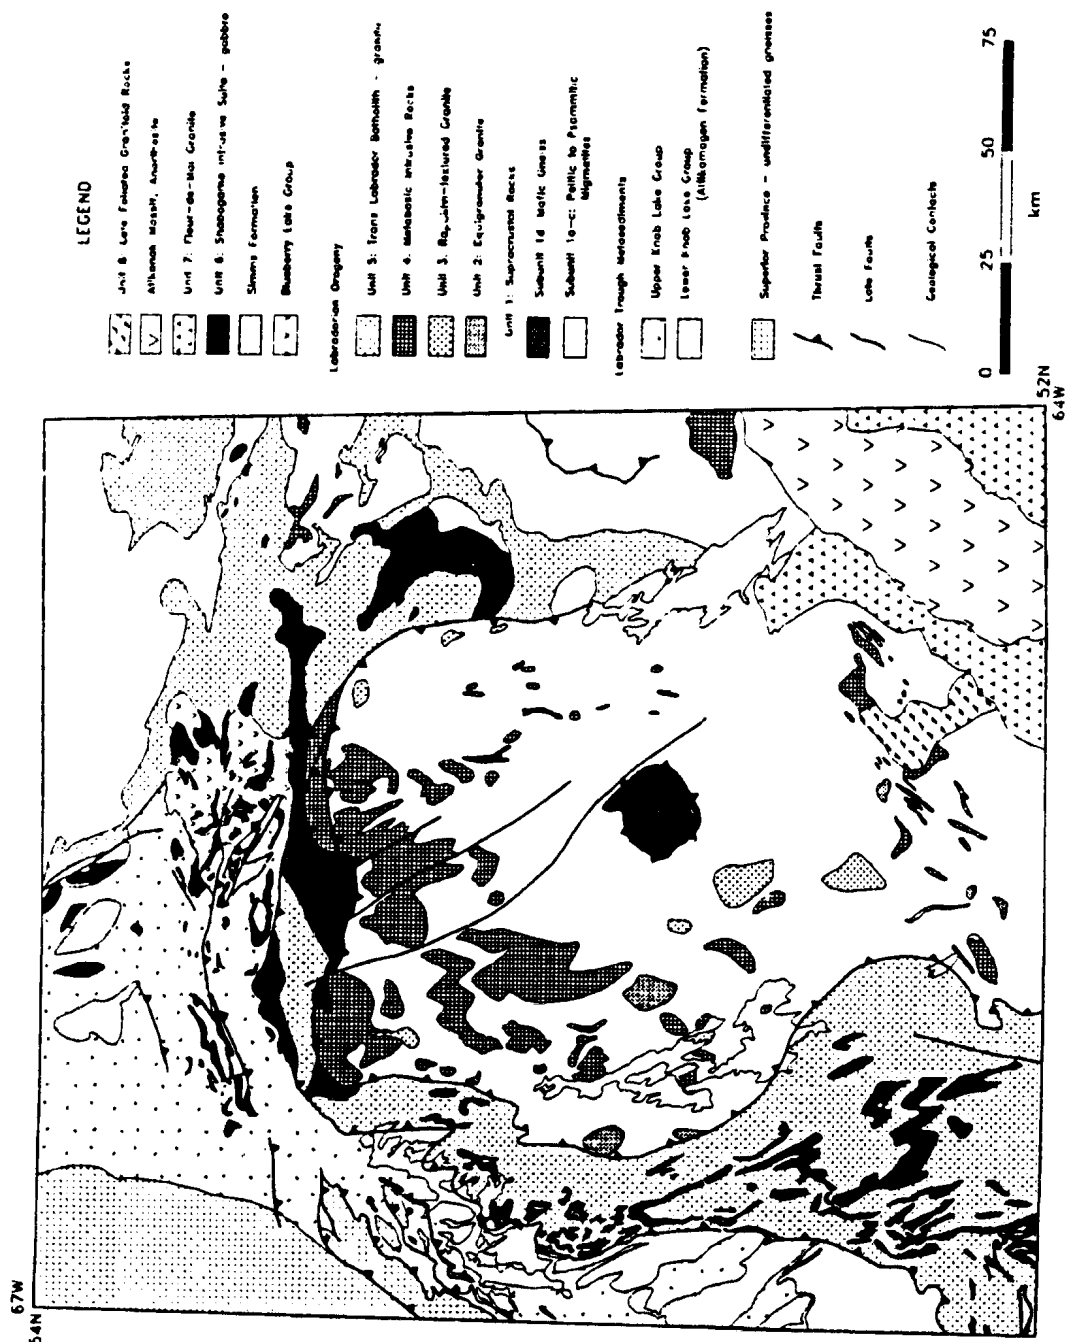 LEGEND
Unit 8: Late Foliated Granitoid Rocks
Atikonak Massif, Anorthosite
Unit 7: Fleur-de-Mai Granite
Unit 6: Shabogamo Intrusive Suite - gabbro
Sims Formation
Blueberry Lake Group
Labradorian Orogeny
Unit 5: Trans Labrador Batholith - granite
Unit 4: Metabasic Intrusive Rocks
Unit 3: Rapakivi-textured Granite
Unit 2: Equigranular Granite
Unit 1: Supracrustal Rocks
Subunit 1d Mafic Gneiss
Subunit 1a-c: Pelitic to Psammitic
Migmatites
Labrador Trough Metasediments
Upper Knob Lake Group
Lower Knob Lake Group
(Attikamagen Formation)
Superior Province - undifferentiated gneisses
Thrust Faults
Late Faults
Geological Contacts
0 25 50 75
km
67W
54N
52N
64W